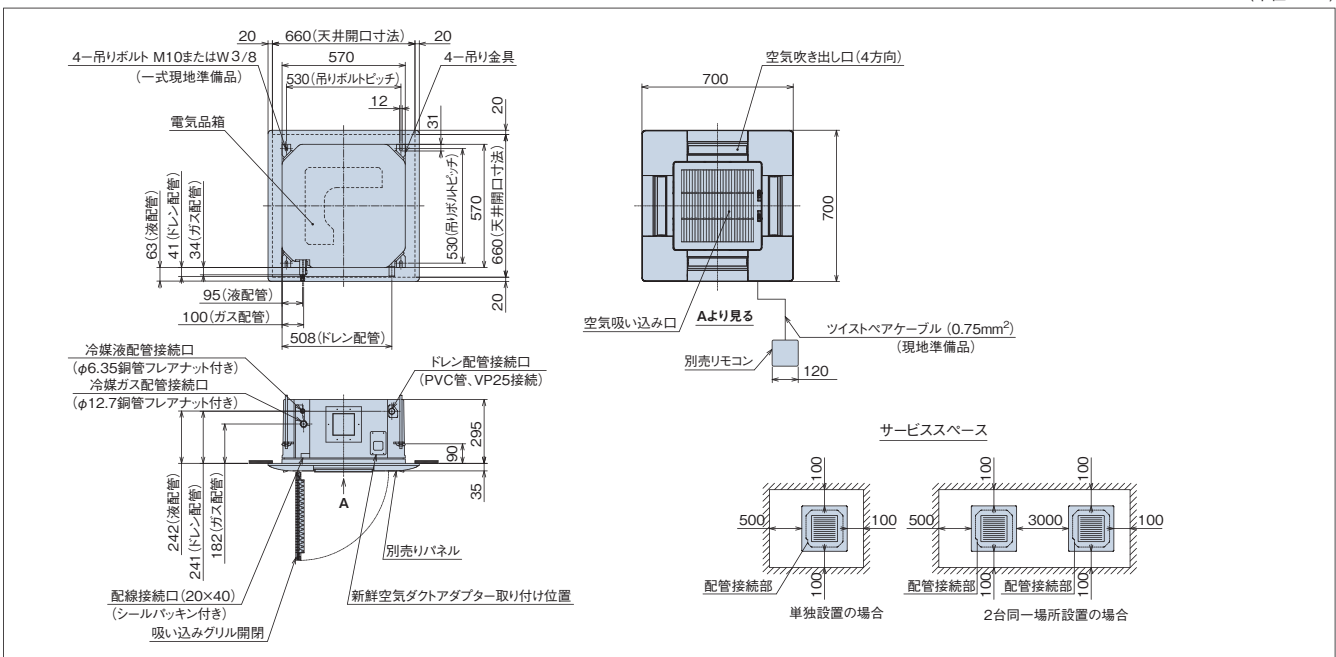 20
660(天井開口寸法)
20
4ー吊りボルト M10またはW3/8
(一式現地準備品)
570
4ー吊り金具
530(吊りボルトピッチ)
12
31
20
電気品箱
530(吊りボルトピッチ)
570
660(天井開口寸法)
20
63(液配管)
41(ドレン配管)
34(ガス配管)
95(液配管)
100(ガス配管)
508(ドレン配管)
空気吹き出し口(4方向)
700
700
空気吸い込み口
Aより見る
ツイストペアケーブル (0.75mm²)
(現地準備品)
別売リモコン
120
冷媒液配管接続口
(φ6.35銅管フレアナット付き)
冷媒ガス配管接続口
(φ12.7銅管フレアナット付き)
ドレン配管接続口
(PVC管、VP25接続)
295
90
35
242(液配管)
241(ドレン配管)
182(ガス配管)
A
別売りパネル
配線接続口(20×40)
(シールパッキン付き)
新鮮空気ダクトアダプター取り付け位置
吸い込みグリル開閉
サービススペース
100
500
100
100
配管接続部
単独設置の場合
100
100
500
3000
100
100
100
配管接続部
配管接続部
2台同一場所設置の場合